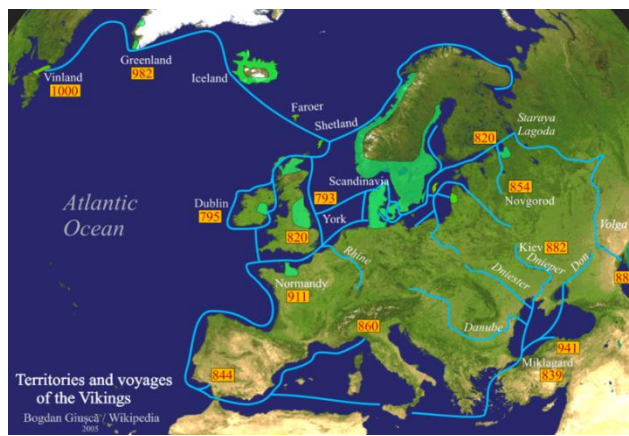 Vinland
1000
Greenland
982
Iceland
Faroer
Shetland
Scandinavia
Staraya
Lagoda
820
854
Novgorod
Dublin
795
793
York
820
Atlantic
Ocean
Volga
Kiev 882
Dnieper
Don
Dniester
Rhine
Normandy
911
Danube
860
844
941
Miklagard
839
Territories and voyages
of the Vikings
Bogdan Giuşcă / Wikipedia
2005